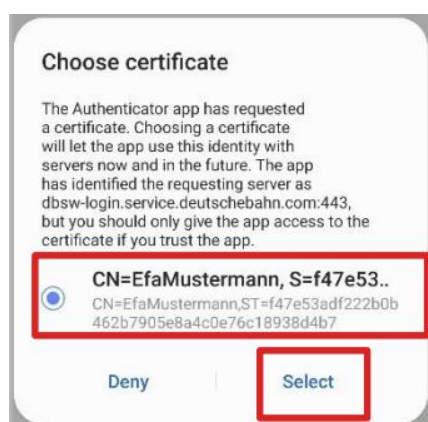 Choose certificate
The Authenticator app has requested
a certificate. Choosing a certificate
will let the app use this identity with
servers now and in the future. The app
has identified the requesting server as
dbsw-login.service.deutschebahn.com:443,
but you should only give the app access to the
certificate if you trust the app.
CN=EfaMustermann, S=f47e53..
CN=EfaMustermann,ST=f47e53adf222b0b
462b7905e8a4c0e76c18938d4b7
Deny
Select